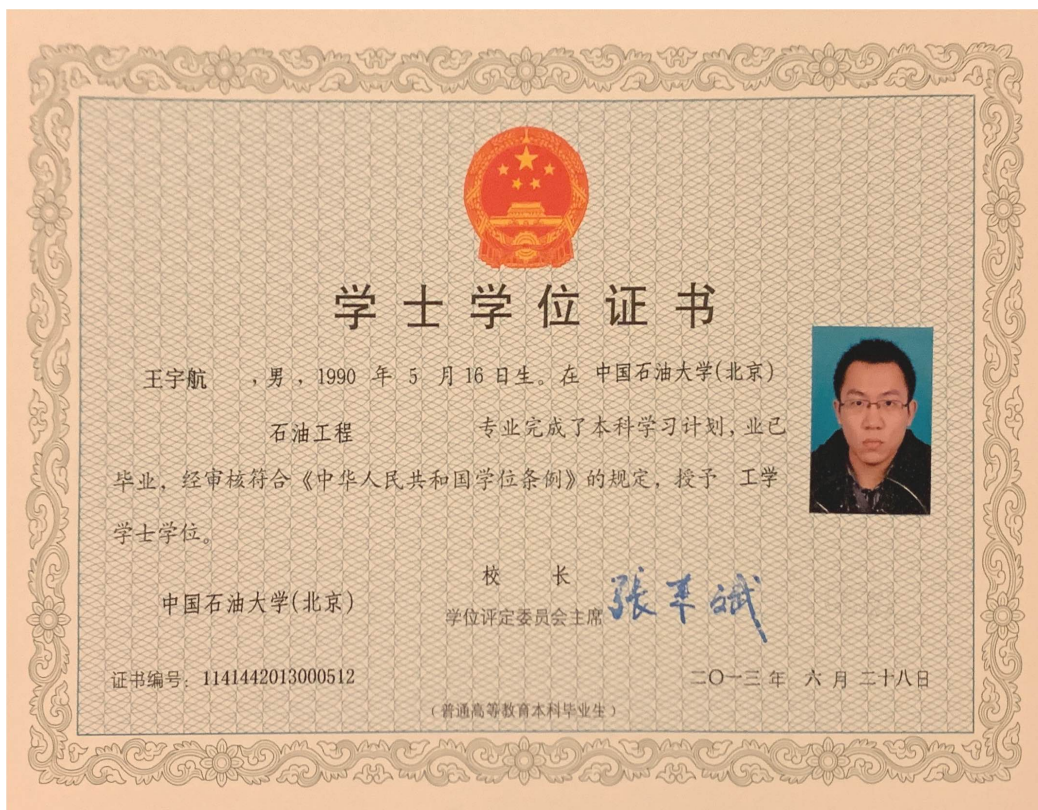 学士学位证书
王宇航 ,男,1990 年 5 月 16 日生。在 中国石油大学(北京)
石油工程 专业完成了本科学习计划,业已
毕业,经审核符合《中华人民共和国学位条例》的规定,授予 工学
学士学位。
校 长
中国石油大学(北京)
学位评定委员会主席 张来斌
证书编号:1141442013000512
二〇一三年 六 月 二十八日
(普通高等教育本科毕业生)